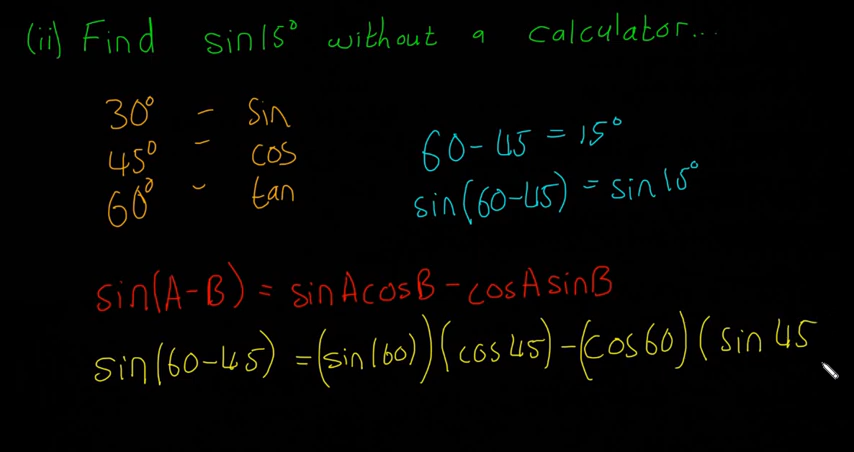 (ii) Find sin15° without a calculator...
30° - sin
45° - cos
60° - tan
60-45 = 15°
sin(60-45) = sin15°
sin(A-B) = sinAcosB-cosAsinB
sin(60-45) =(sin(60))(cos45)-(cos60)(sin45